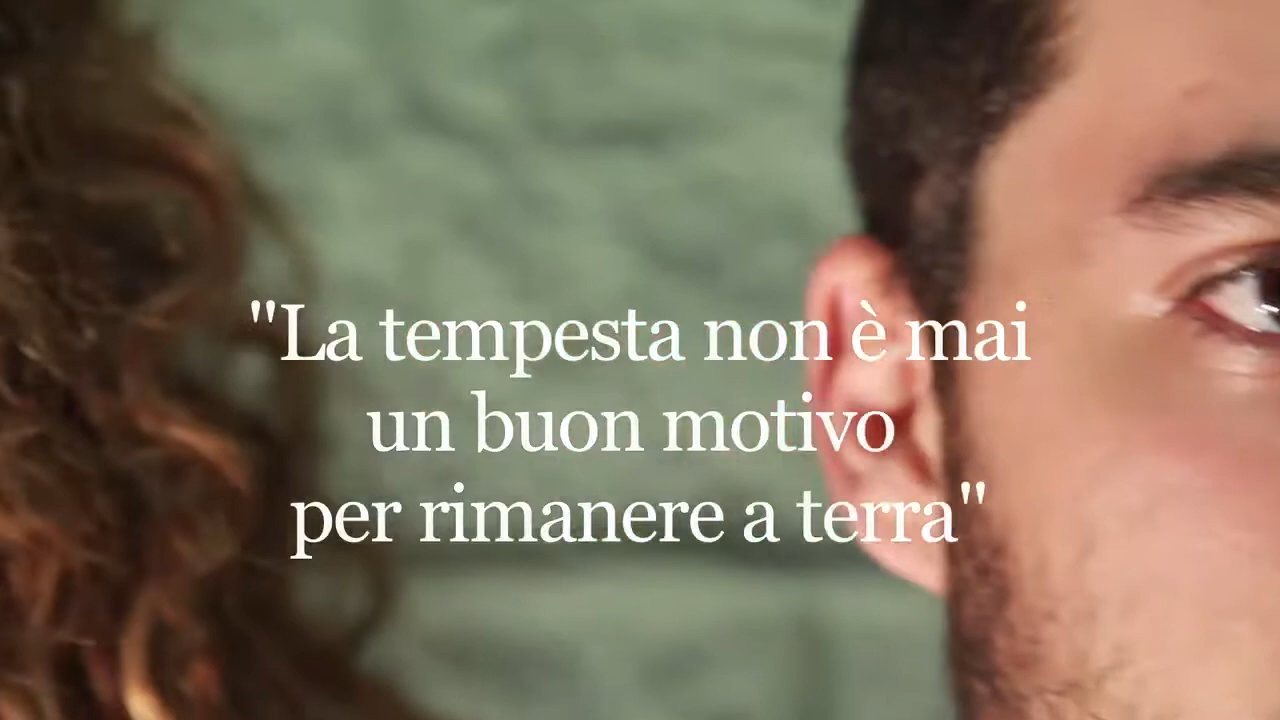 "La tempesta non è mai
un buon motivo
per rimanere a terra"